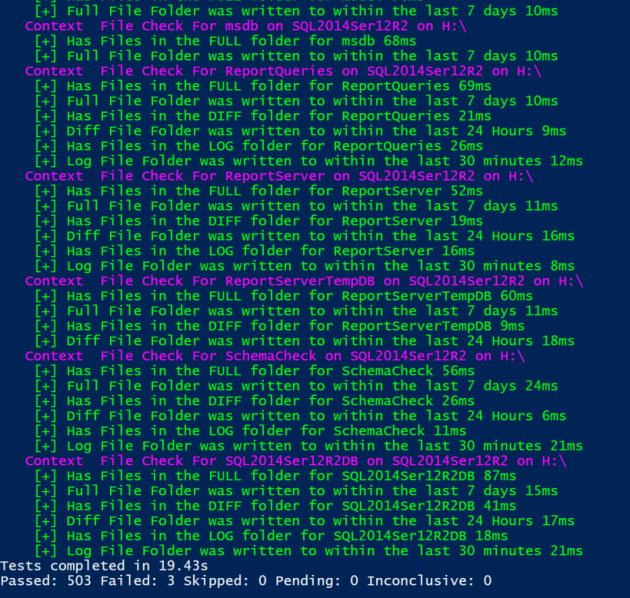 [+] Full File Folder was written to within the last 7 days 10ms
Context  File Check For msdb on SQL2014Ser12R2 on H:\
[+] Has Files in the FULL folder for msdb 68ms
[+] Full File Folder was written to within the last 7 days 10ms
Context  File Check For ReportQueries on SQL2014Ser12R2 on H:\
[+] Has Files in the FULL folder for ReportQueries 69ms
[+] Full File Folder was written to within the last 7 days 10ms
[+] Has Files in the DIFF folder for ReportQueries 21ms
[+] Diff File Folder was written to within the last 24 Hours 9ms
[+] Has Files in the LOG folder for ReportQueries 26ms
[+] Log File Folder was written to within the last 30 minutes 12ms
Context  File Check For ReportServer on SQL2014Ser12R2 on H:\
[+] Has Files in the FULL folder for ReportServer 52ms
[+] Full File Folder was written to within the last 7 days 11ms
[+] Has Files in the DIFF folder for ReportServer 19ms
[+] Diff File Folder was written to within the last 24 Hours 16ms
[+] Has Files in the LOG folder for ReportServer 16ms
[+] Log File Folder was written to within the last 30 minutes 8ms
Context  File Check For ReportServerTempDB on SQL2014Ser12R2 on H:\
[+] Has Files in the FULL folder for ReportServerTempDB 60ms
[+] Full File Folder was written to within the last 7 days 11ms
[+] Has Files in the DIFF folder for ReportServerTempDB 9ms
[+] Diff File Folder was written to within the last 24 Hours 18ms
Context  File Check For SchemaCheck on SQL2014Ser12R2 on H:\
[+] Has Files in the FULL folder for SchemaCheck 56ms
[+] Full File Folder was written to within the last 7 days 24ms
[+] Has Files in the DIFF folder for SchemaCheck 26ms
[+] Diff File Folder was written to within the last 24 Hours 6ms
[+] Has Files in the LOG folder for SchemaCheck 11ms
[+] Log File Folder was written to within the last 30 minutes 21ms
Context  File Check For SQL2014Ser12R2DB on SQL2014Ser12R2 on H:\
[+] Has Files in the FULL folder for SQL2014Ser12R2DB 87ms
[+] Full File Folder was written to within the last 7 days 15ms
[+] Has Files in the DIFF folder for SQL2014Ser12R2DB 41ms
[+] Diff File Folder was written to within the last 24 Hours 17ms
[+] Has Files in the LOG folder for SQL2014Ser12R2DB 18ms
[+] Log File Folder was written to within the last 30 minutes 21ms
Tests completed in 19.43s
Passed: 503 Failed: 3 Skipped: 0 Pending: 0 Inconclusive: 0